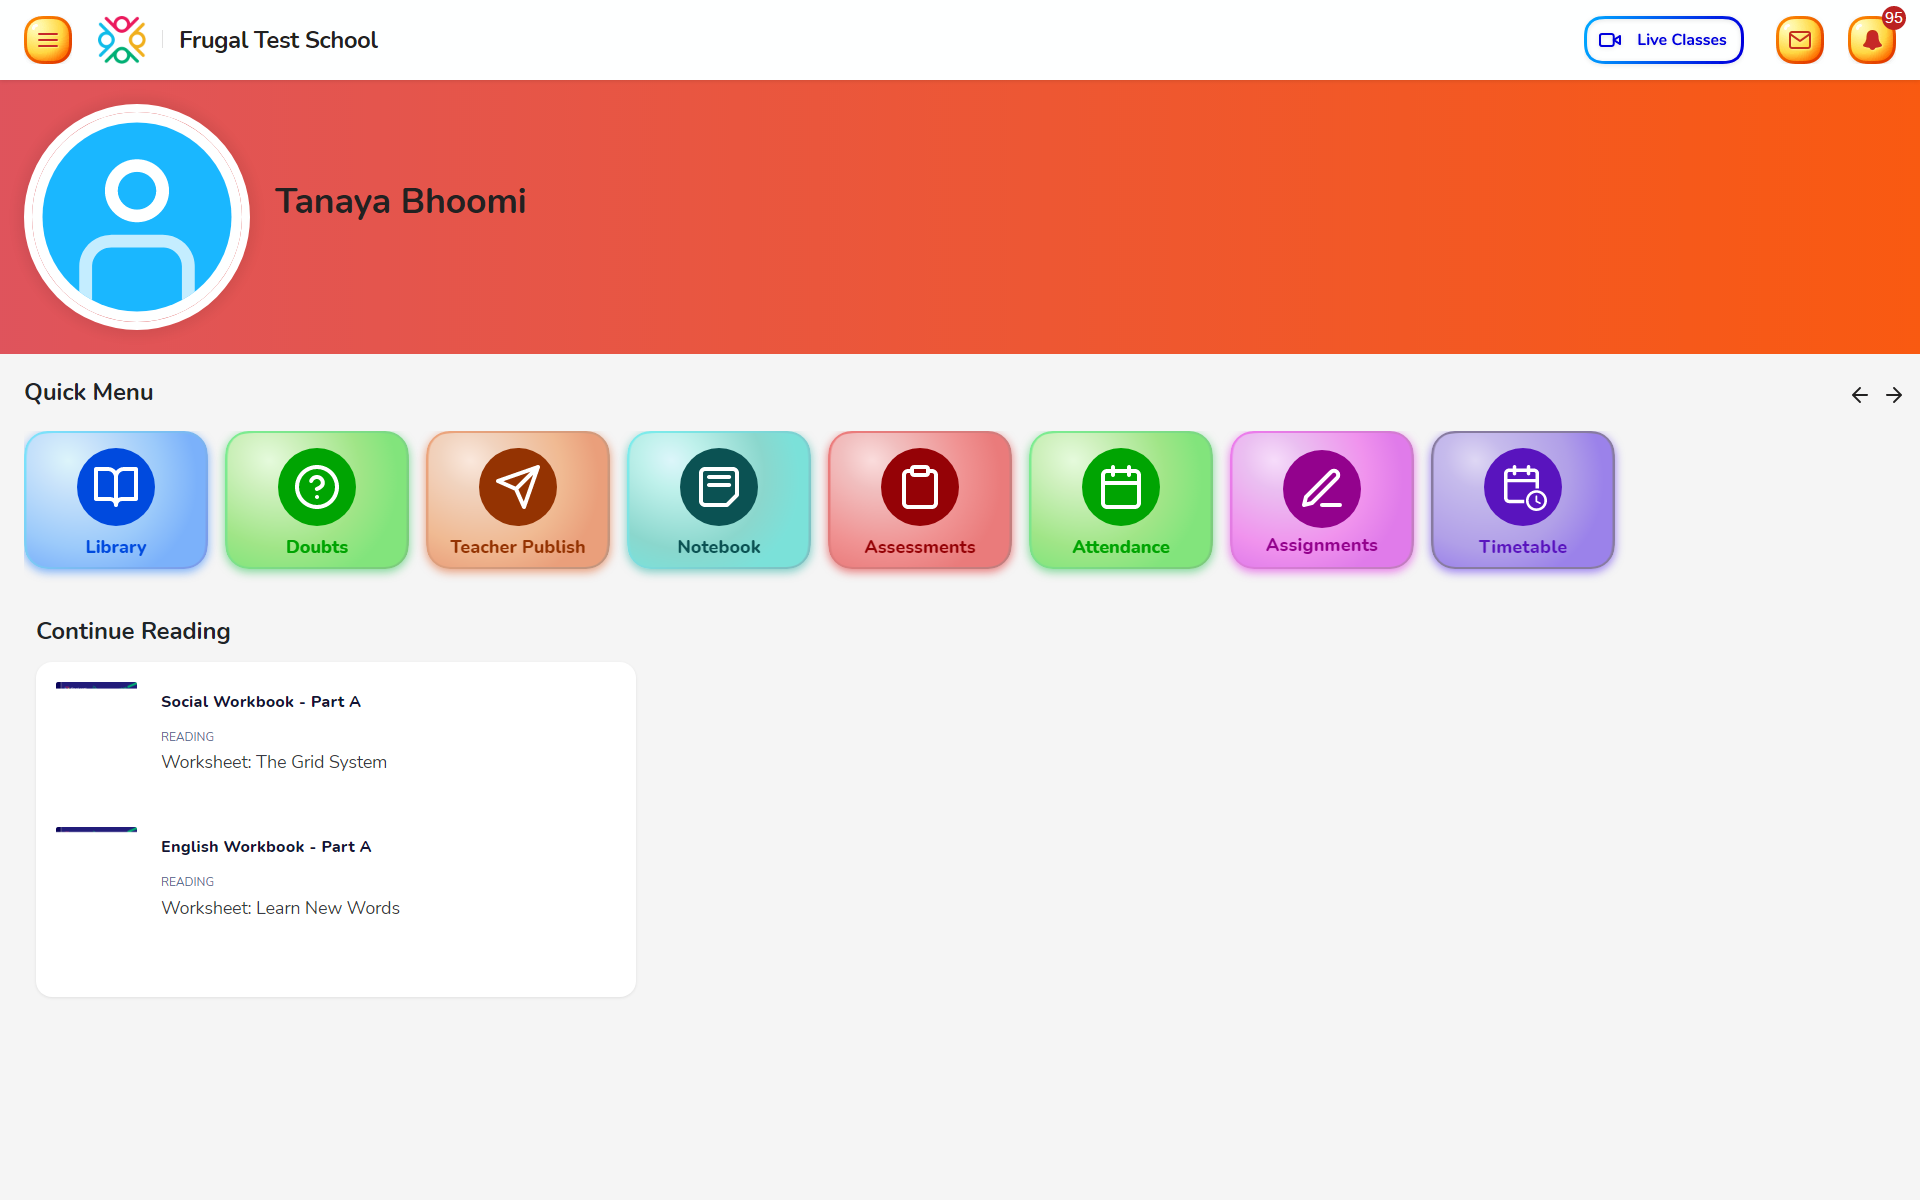 Frugal Test School
Live Classes
95
Tanaya Bhoomi
Quick Menu
Library
Doubts
Teacher Publish
Notebook
Assessments
Attendance
Assignments
Timetable
Continue Reading
Social Workbook - Part A
READING
Worksheet: The Grid System
English Workbook - Part A
READING
Worksheet: Learn New Words